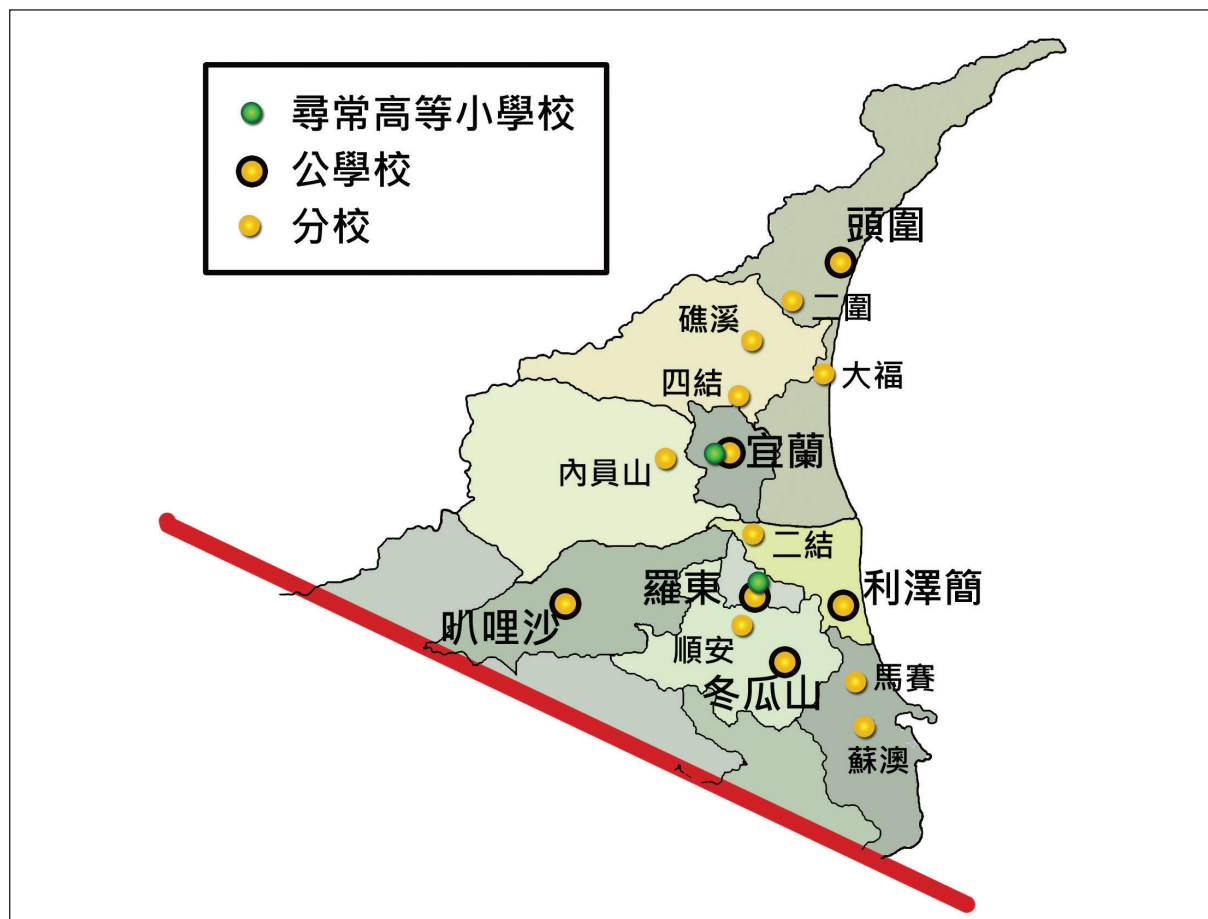 尋常高等小學校
公學校
分校
頭圍
二圍
礁溪
大福
四結
宜蘭
內員山
二結
羅東
利澤簡
叭哩沙
順安
馬賽
冬瓜山
蘇澳